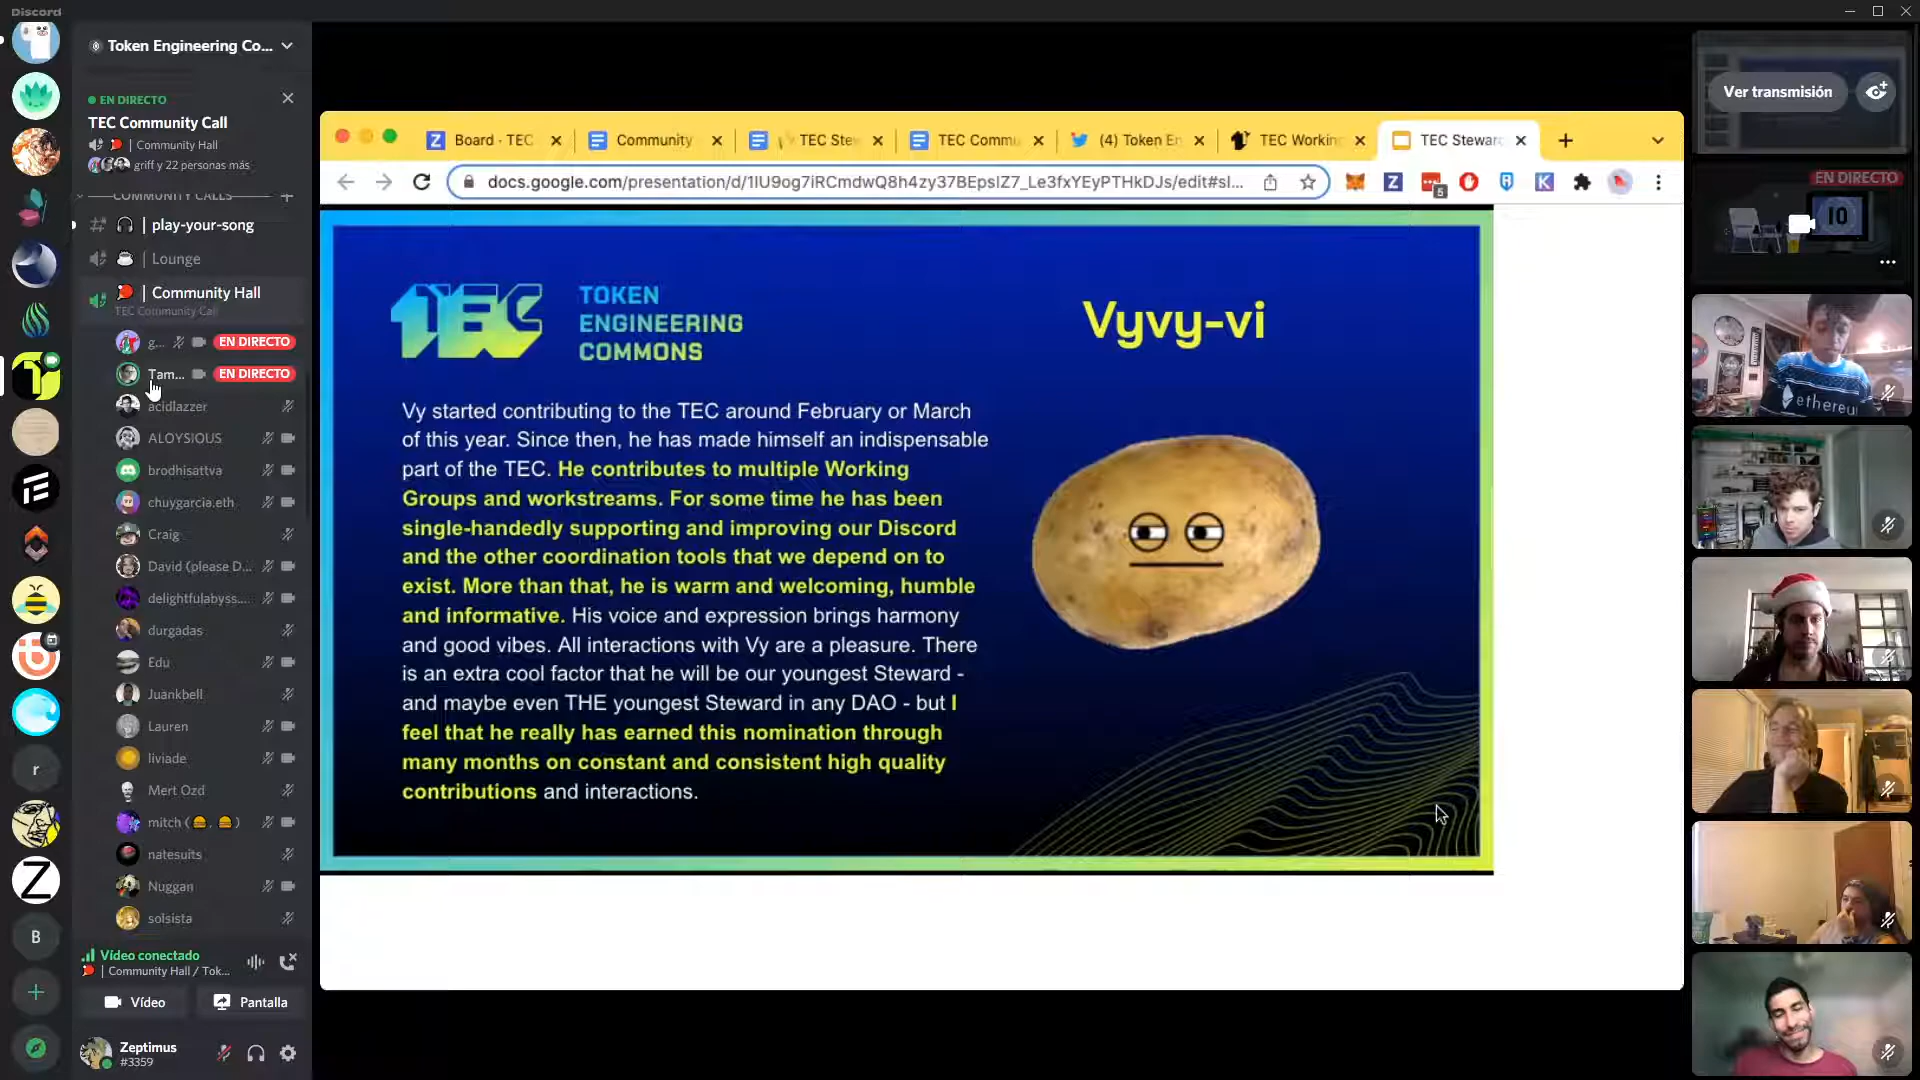 Discord
Token Engineering Co...
EN DIRECTO
TEC Community Call
| Community Hall
griff y 22 personas más
COMMUNITY CALLS
| play-your-song
| Lounge
| Community Hall
TEC Community Call
g... EN DIRECTO
Tam... EN DIRECTO
acidlazzer
ALOYSIOUS
brodhisattva
chuygarcia.eth
Craig
David (please D...
delightfulabyss....
durgadas
Edu
Juankbell
Lauren
liviade
Mert Ozd
mitch (🍔, 🍔)
natesuits
Nuggan
solsista
Vídeo conectado
| Community Hall / Tok...
Vídeo
Pantalla
Zeptimus
#3359
r
B
Board - TEC
Community
TEC Stew
TEC Commu
(4) Token En
TEC Workin
TEC Steward
docs.google.com/presentation/d/1IU9og7iRCmdwQ8h4zy37BEpsIZ7_Le3fxYEyPTHkDJs/edit#sl...
5
TEC
TOKEN
ENGINEERING
COMMONS
Vyvy-vi
Vy started contributing to the TEC around February or March
of this year. Since then, he has made himself an indispensable
part of the TEC. He contributes to multiple Working
Groups and workstreams. For some time he has been
single-handedly supporting and improving our Discord
and the other coordination tools that we depend on to
exist. More than that, he is warm and welcoming, humble
and informative. His voice and expression brings harmony
and good vibes. All interactions with Vy are a pleasure. There
is an extra cool factor that he will be our youngest Steward -
and maybe even THE youngest Steward in any DAO - but I
feel that he really has earned this nomination through
many months on constant and consistent high quality
contributions and interactions.
Ver transmisión
EN DIRECTO
10
ethereu